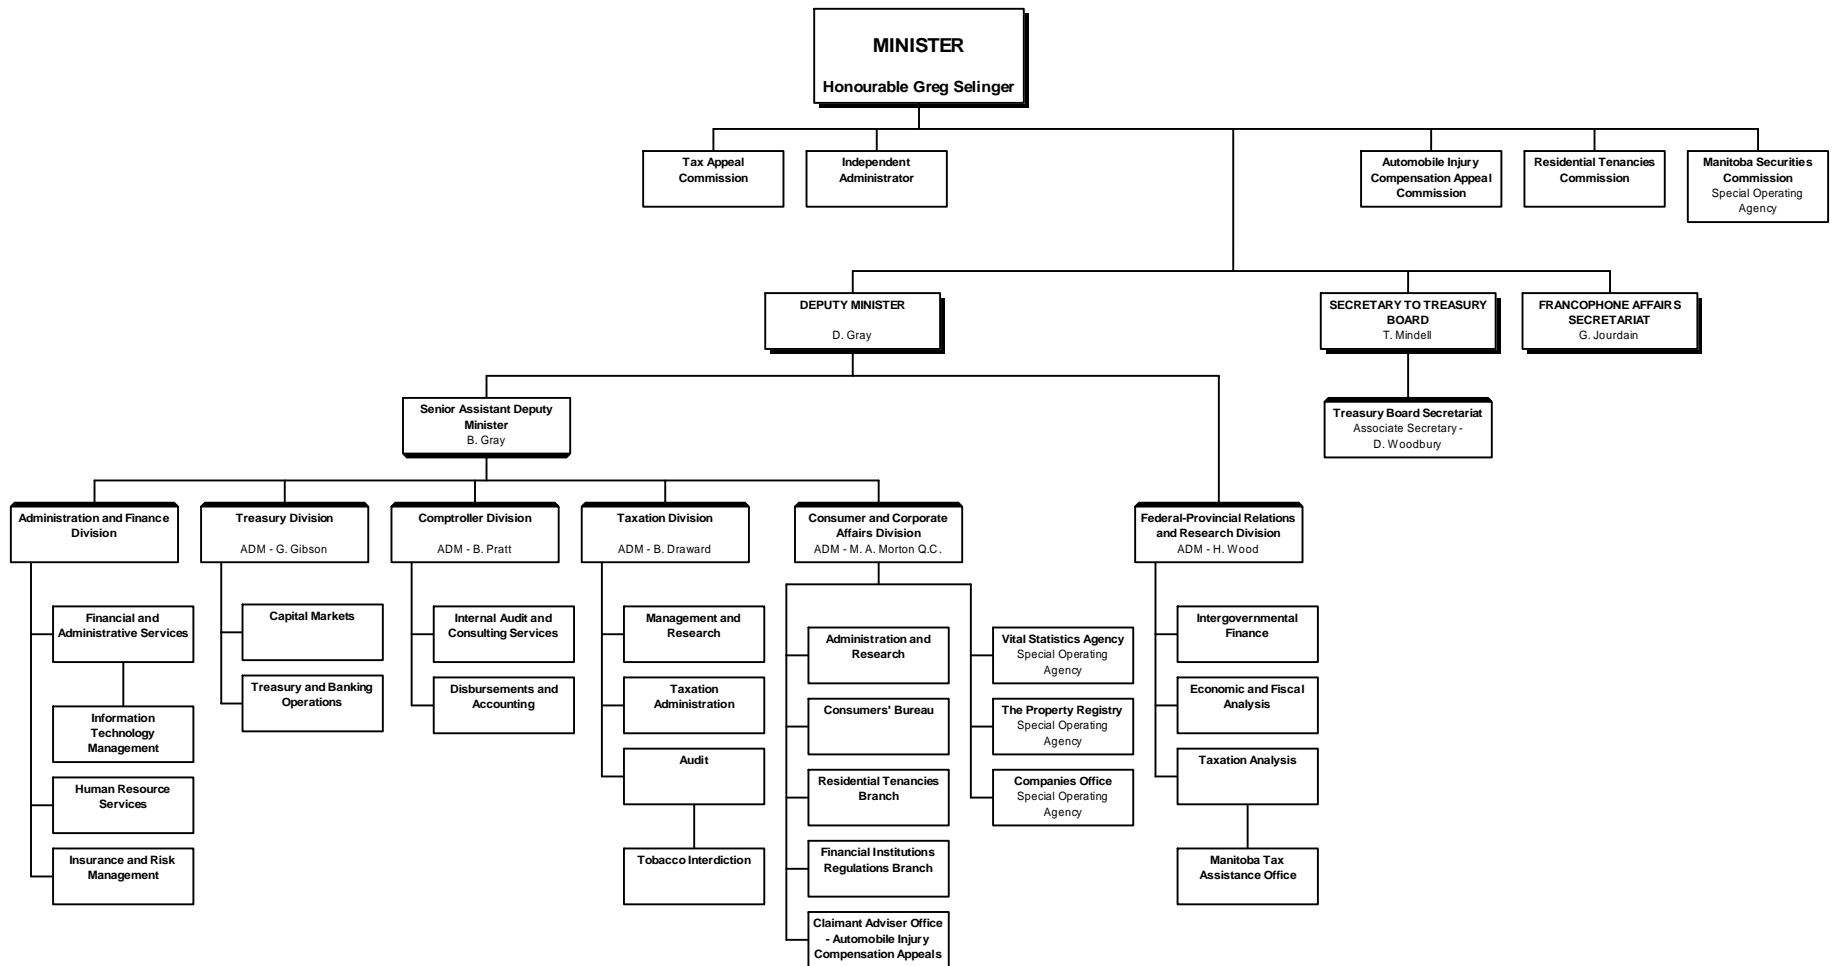 MINISTER
Honourable Greg Selinger
Tax Appeal
Commission
Independent
Administrator
Automobile Injury
Compensation Appeal
Commission
Residential Tenancies
Commission
Manitoba Securities
Commission
Special Operating
Agency
DEPUTY MINISTER
D. Gray
SECRETARY TO TREASURY
BOARD
T. Mindell
FRANCOPHONE AFFAIRS
SECRETARIAT
G. Jourdain
Senior Assistant Deputy
Minister
B. Gray
Treasury Board Secretariat
Associate Secretary -
D. Woodbury
Administration and Finance
Division
Treasury Division
ADM - G. Gibson
Comptroller Division
ADM - B. Pratt
Taxation Division
ADM - B. Draward
Consumer and Corporate
Affairs Division
ADM - M. A. Morton Q.C.
Federal-Provincial Relations
and Research Division
ADM - H. Wood
Financial and
Administrative Services
Information
Technology
Management
Human Resource
Services
Insurance and Risk
Management
Capital Markets
Treasury and Banking
Operations
Internal Audit and
Consulting Services
Disbursements and
Accounting
Management and
Research
Taxation
Administration
Audit
Tobacco Interdiction
Administration and
Research
Consumers' Bureau
Residential Tenancies
Branch
Financial Institutions
Regulations Branch
Claimant Adviser Office
- Automobile Injury
Compensation Appeals
Vital Statistics Agency
Special Operating
Agency
The Property Registry
Special Operating
Agency
Companies Office
Special Operating
Agency
Intergovernmental
Finance
Economic and Fiscal
Analysis
Taxation Analysis
Manitoba Tax
Assistance Office